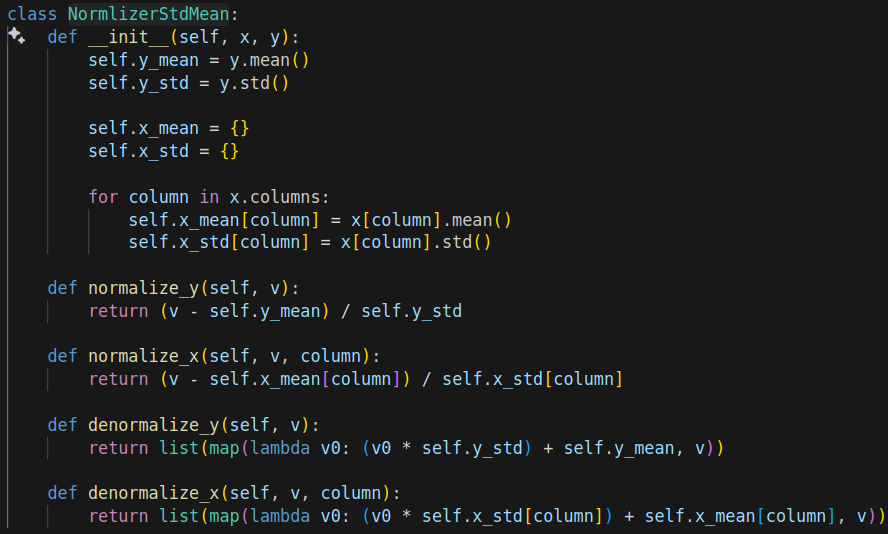 class NormlizerStdMean:
    def __init__(self, x, y):
        self.y_mean = y.mean()
        self.y_std = y.std()

        self.x_mean = {}
        self.x_std = {}

        for column in x.columns:
            self.x_mean[column] = x[column].mean()
            self.x_std[column] = x[column].std()

    def normalize_y(self, v):
        return (v - self.y_mean) / self.y_std

    def normalize_x(self, v, column):
        return (v - self.x_mean[column]) / self.x_std[column]

    def denormalize_y(self, v):
        return list(map(lambda v0: (v0 * self.y_std) + self.y_mean, v))

    def denormalize_x(self, v, column):
        return list(map(lambda v0: (v0 * self.x_std[column]) + self.x_mean[column], v))